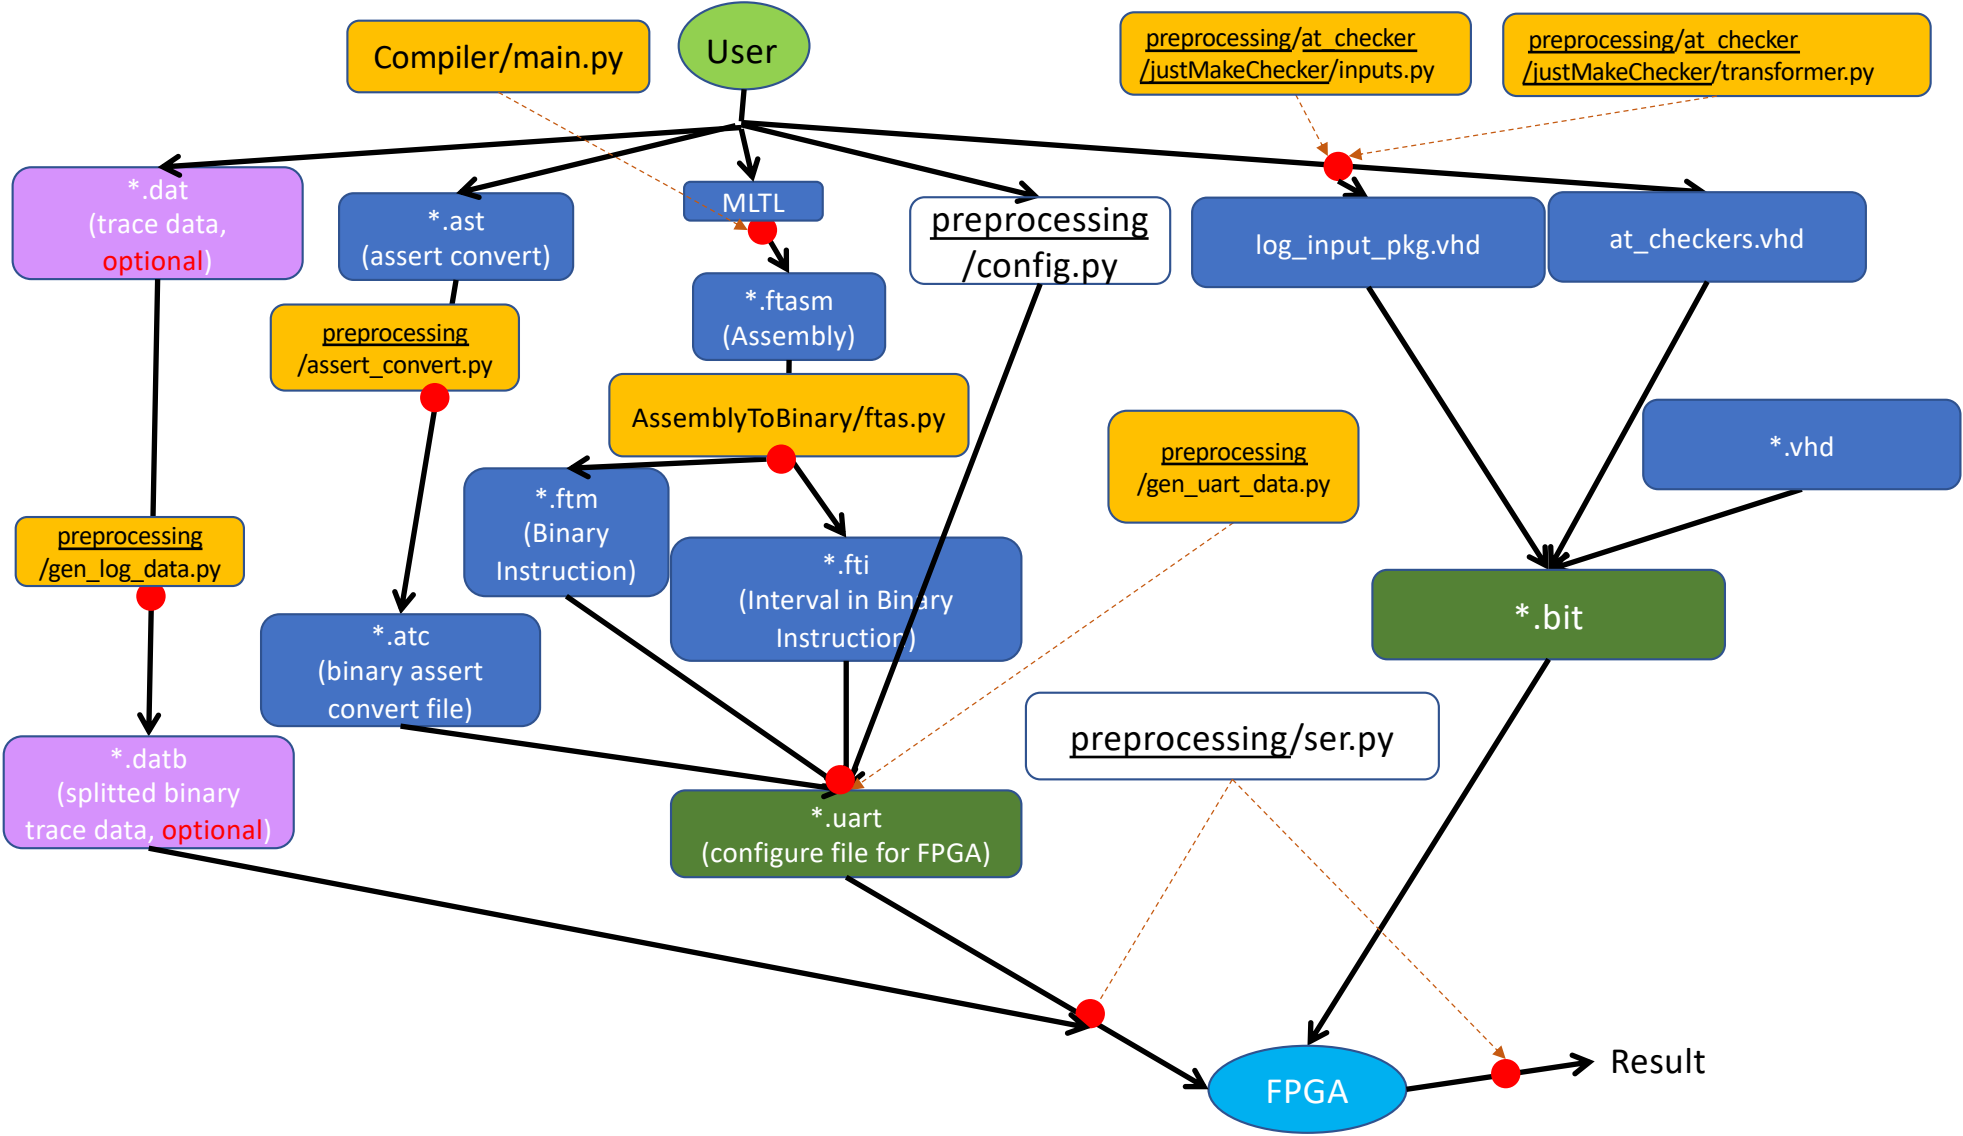 User
Compiler/main.py
preprocessing/at_checker
/justMakeChecker/inputs.py
preprocessing/at_checker
/justMakeChecker/transformer.py
*.dat
(trace data,
optional)
*.ast
(assert convert)
MLTL
preprocessing
/config.py
log_input_pkg.vhd
at_checkers.vhd
preprocessing
/assert_convert.py
*.ftasm
(Assembly)
AssemblyToBinary/ftas.py
preprocessing
/gen_uart_data.py
*.vhd
preprocessing
/gen_log_data.py
*.ftm
(Binary
Instruction)
*.fti
(Interval in Binary
Instruction)
*.bit
*.atc
(binary assert
convert file)
preprocessing/ser.py
*.datb
(splitted binary
trace data, optional)
*.uart
(configure file for FPGA)
FPGA
Result